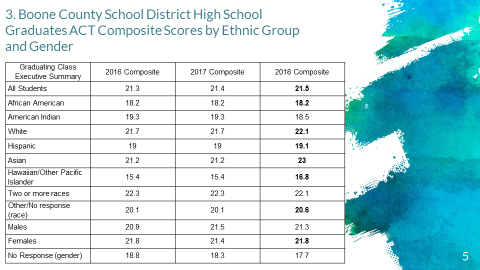 3. Boone County School District High School
Graduates ACT Composite Scores by Ethnic Group
and Gender
Graduating Class
Executive Summary 2016 Composite 2017 Composite 2018 Composite
All Students 21.3 21.4 21.5
African American 18.2 18.2 18.2
American Indian 19.3 19.3 18.5
White 21.7 21.7 22.1
Hispanic 19 19 19.1
Asian 21.2 21.2 23
Hawaiian/Other Pacific
Islander 15.4 15.4 16.8
Two or more races 22.3 22.3 22.1
Other/No response
(race) 20.1 20.1 20.6
Males 20.9 21.5 21.3
Females 21.8 21.4 21.8
No Response (gender) 18.8 18.3 17.7
5